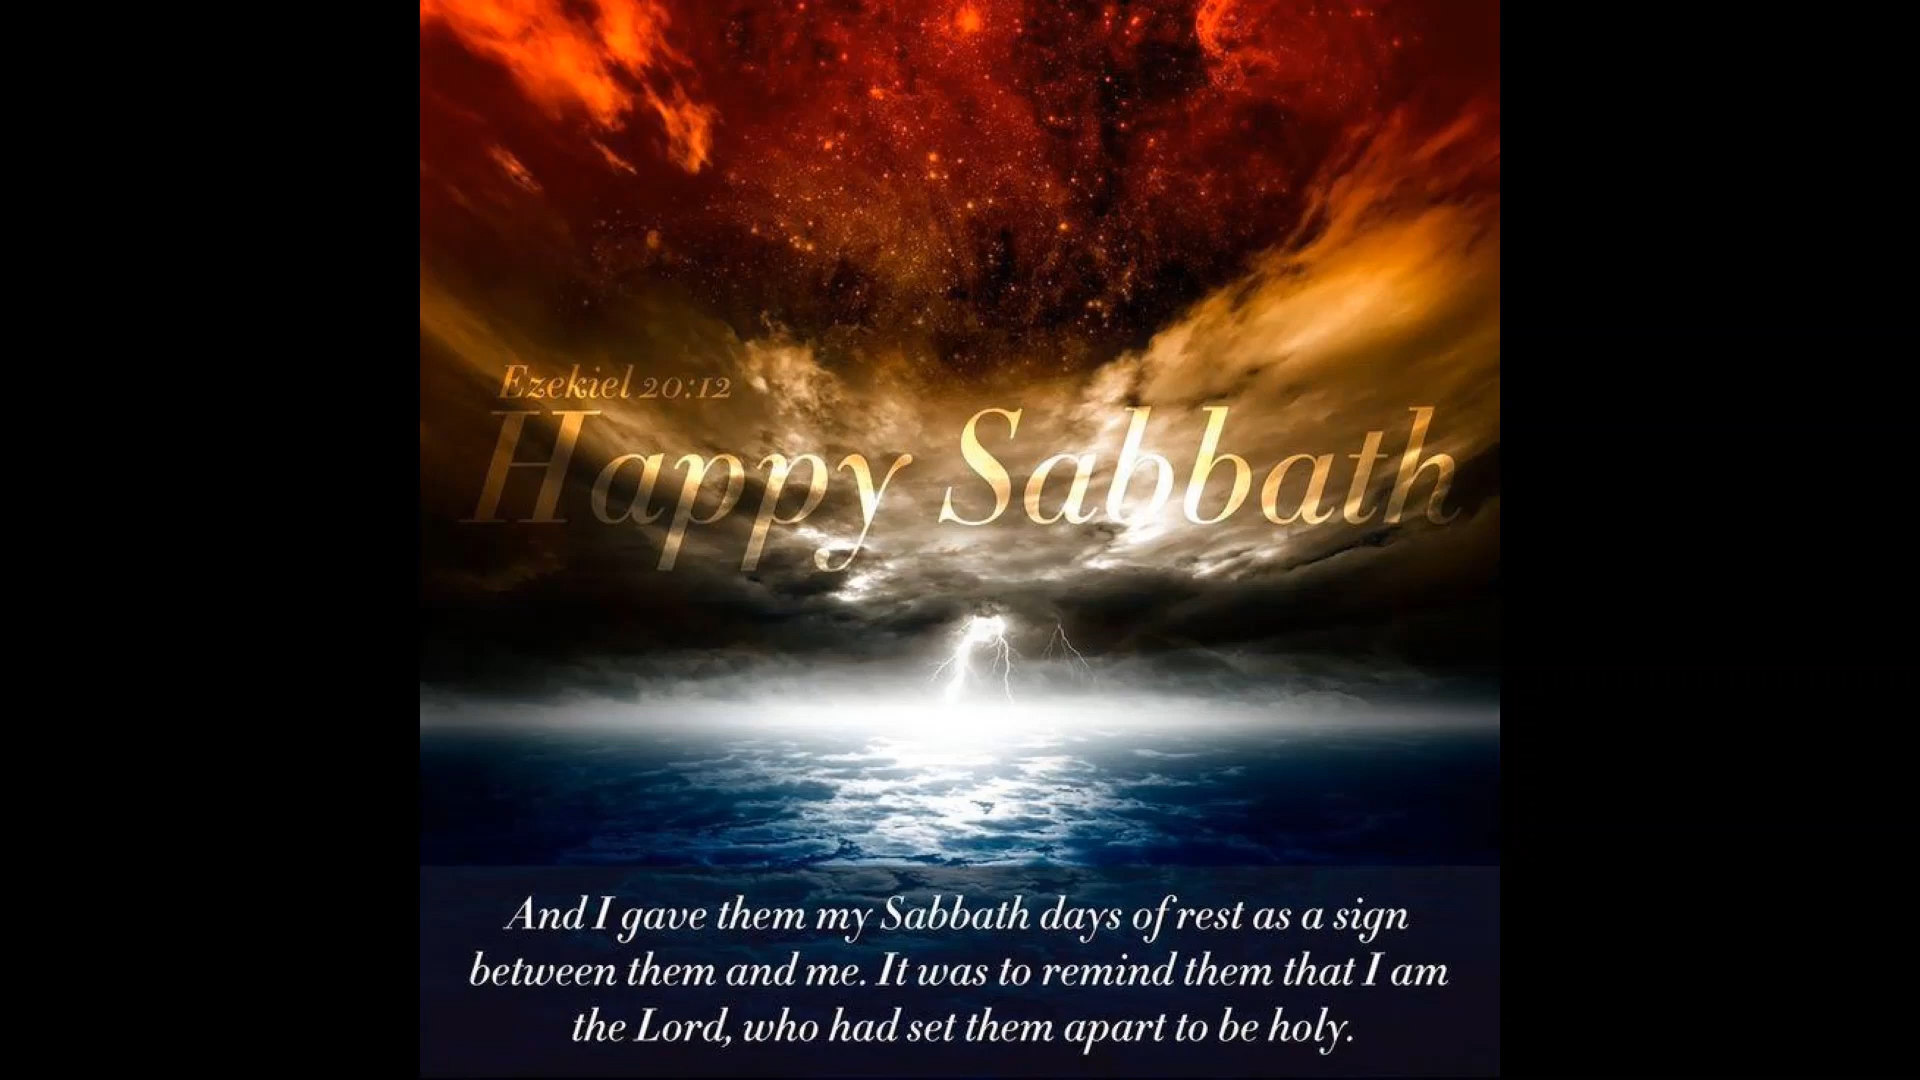 Ezekiel 20:12
Happy Sabbath
And I gave them my Sabbath days of rest as a sign
between them and me. It was to remind them that I am
the Lord, who had set them apart to be holy.